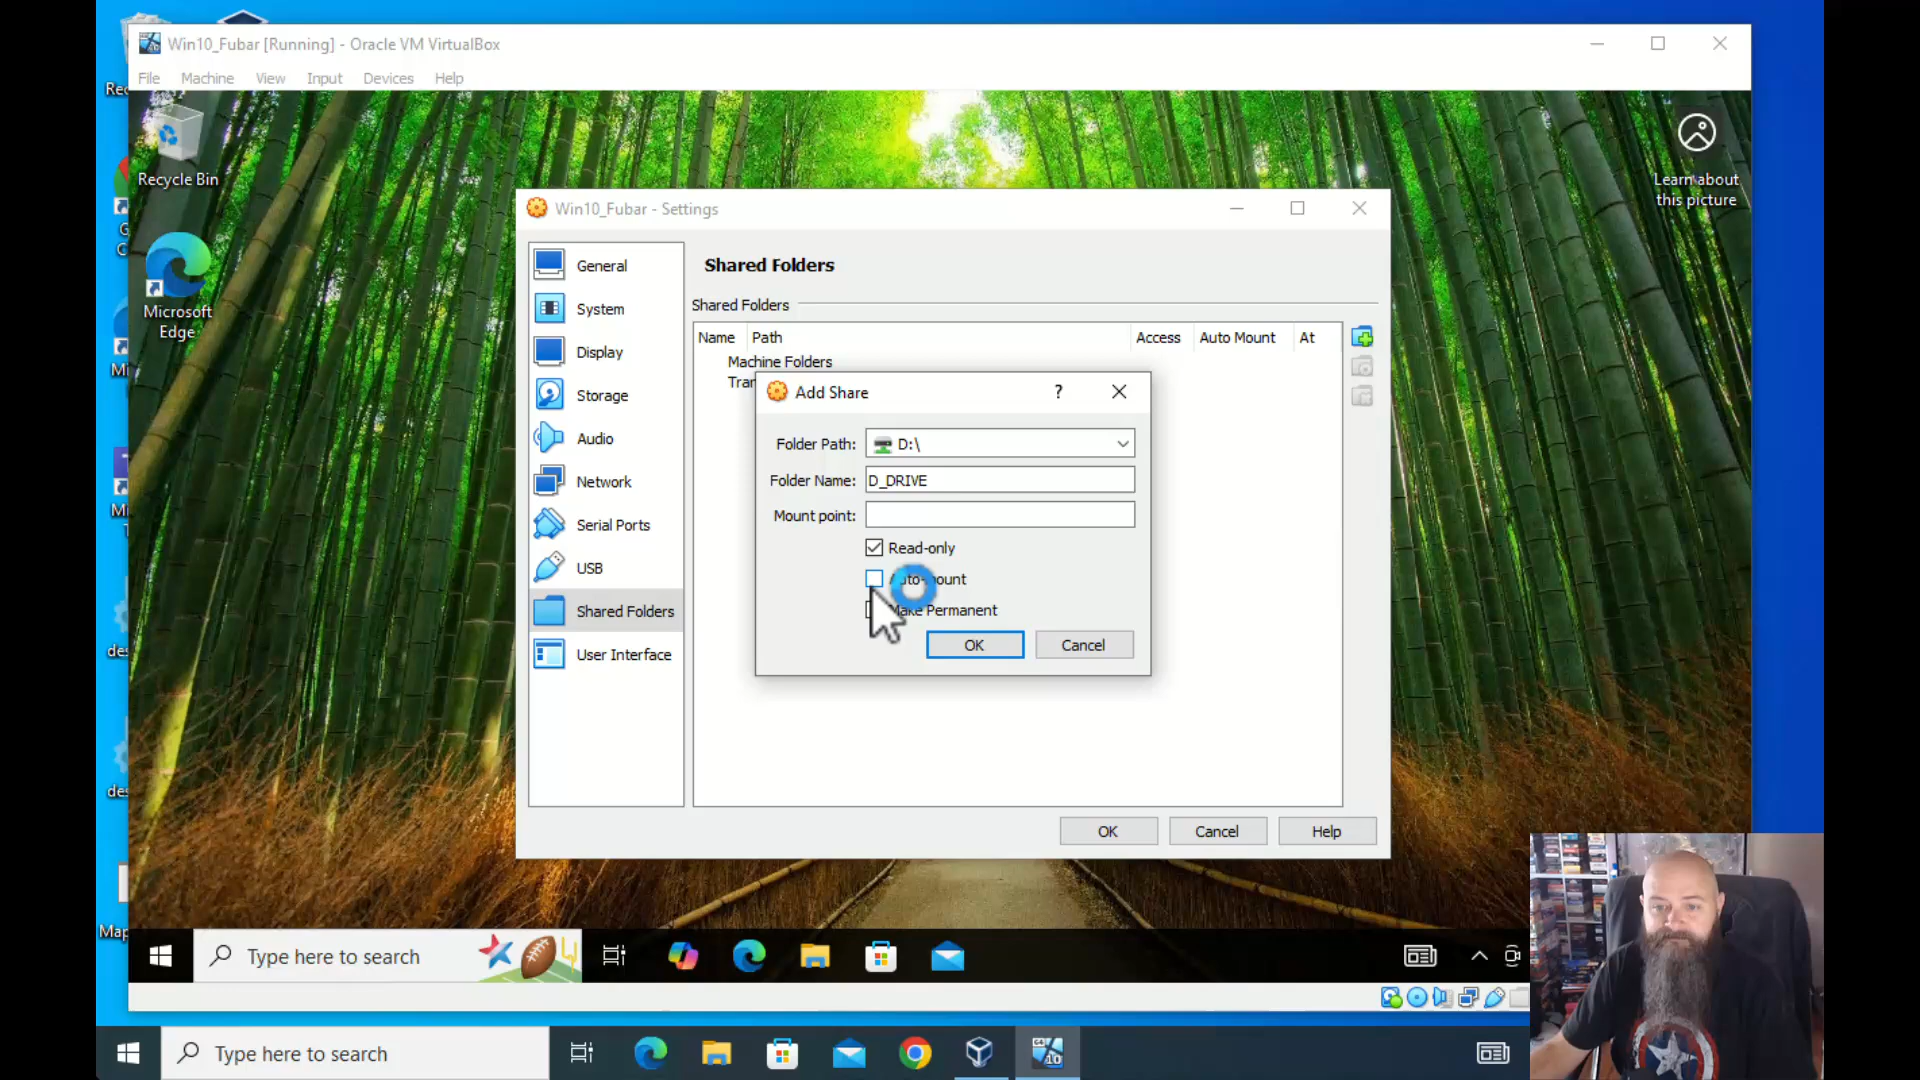 Win10_Fubar [Running] - Oracle VM VirtualBox
File Machine View Input Devices Help
Recycle Bin
Microsoft
Edge
Learn about
this picture
Win10_Fubar - Settings
General
System
Display
Storage
Audio
Network
Serial Ports
USB
Shared Folders
User Interface
Shared Folders
Shared Folders
Name Path Access Auto Mount At
Machine Folders
Add Share ?
Folder Path: D:\
Folder Name: D_DRIVE
Mount point:
Read-only
Auto-mount
Make Permanent
OK Cancel
OK Cancel Help
Type here to search
Type here to search